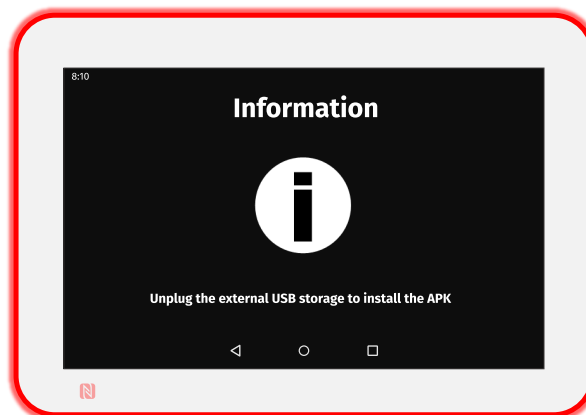 8:10
Information
i
Unplug the external USB storage to install the APK